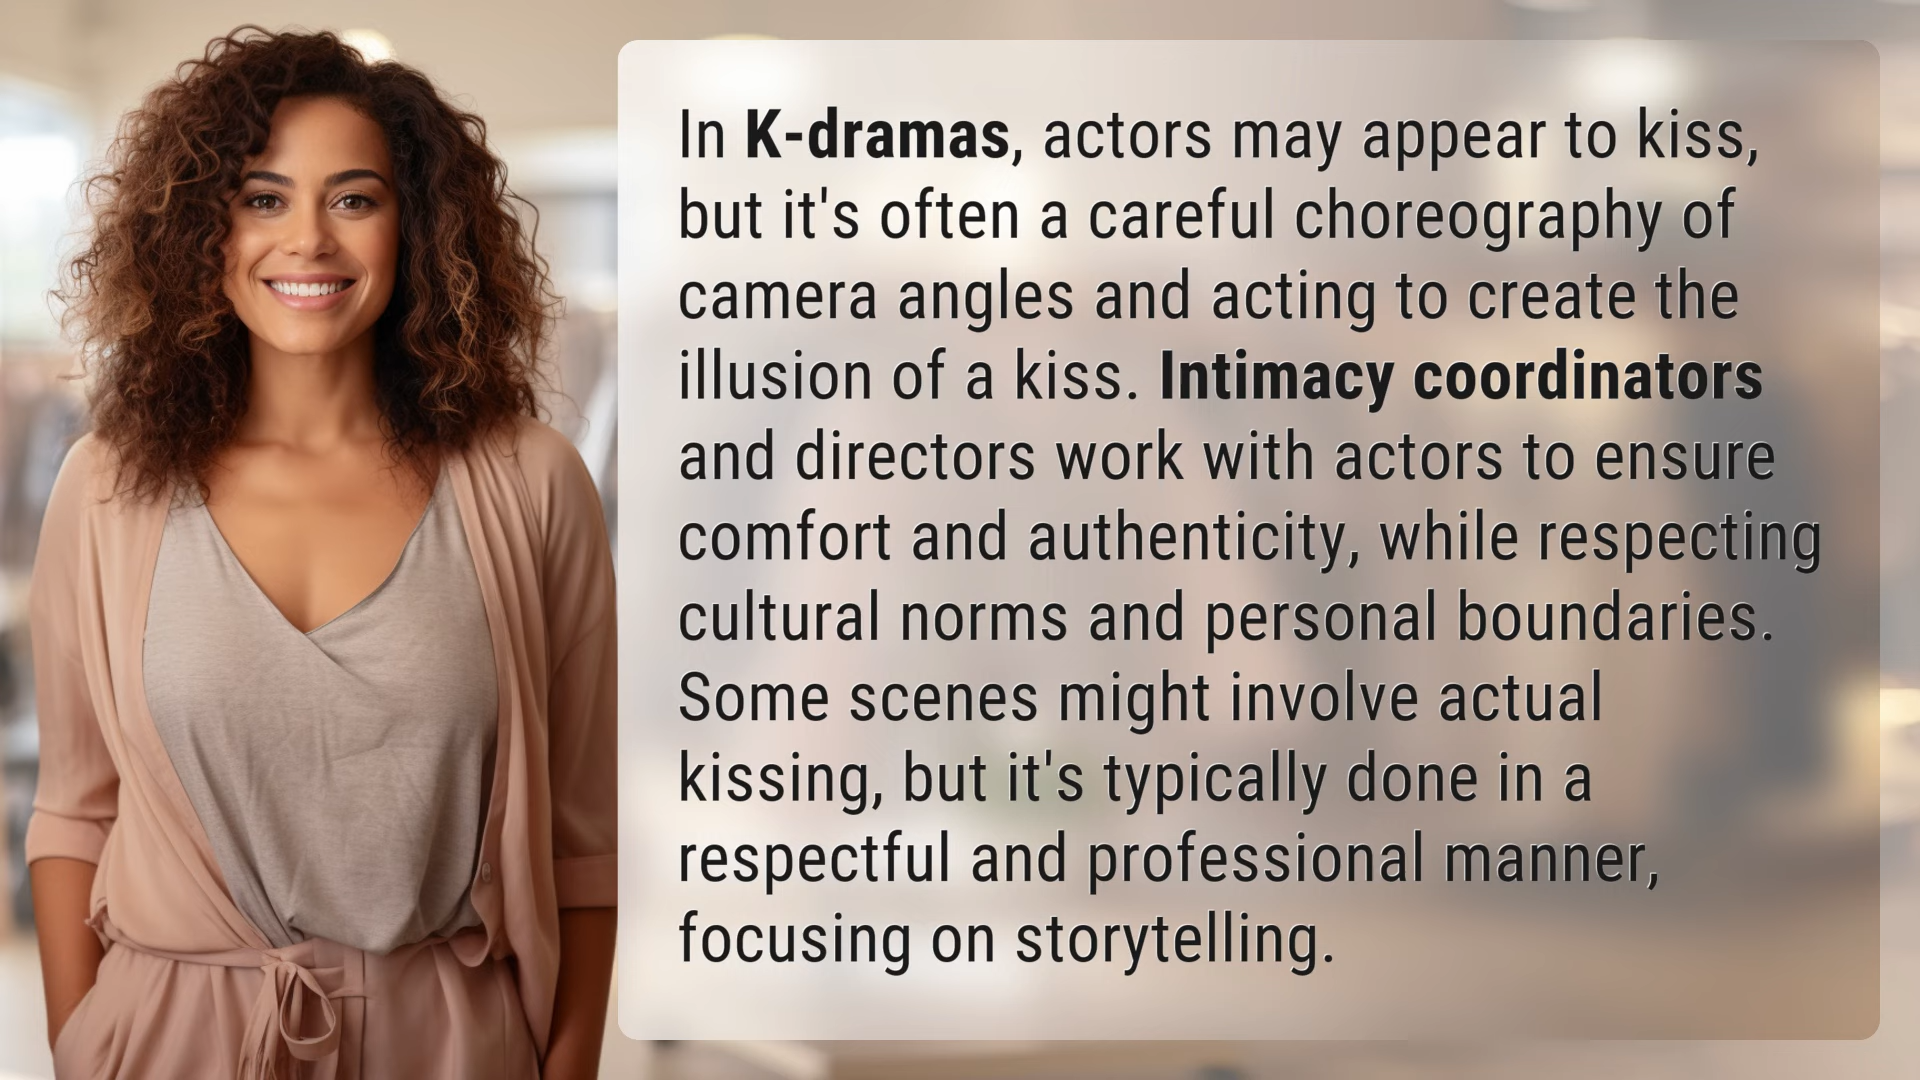 In K-dramas, actors may appear to kiss,
but it's often a careful choreography of
camera angles and acting to create the
illusion of a kiss. Intimacy coordinators
and directors work with actors to ensure
comfort and authenticity, while respecting
cultural norms and personal boundaries.
Some scenes might involve actual
kissing, but it's typically done in a
respectful and professional manner,
focusing on storytelling.